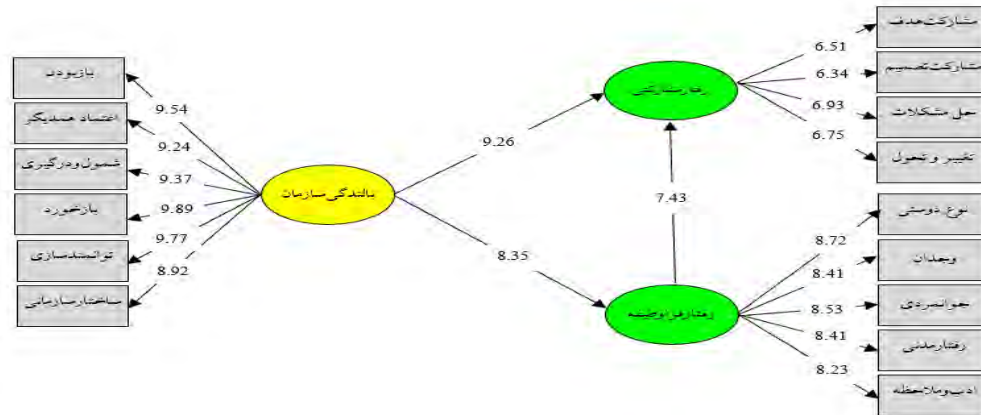 مشارکت‌هدف
مشارکت‌تصمیم
حل مشکلات
تغییر و تحول
6.51
6.34
6.93
6.75
رفتارمشارکتی
بازبودن
اعتماد همدیگر
شمول‌ودرگیری
بازخورد
توانمندسازی
ساختارسازمانی
9.54
9.24
9.37
9.89
9.77
8.92
بالندگی‌سازمان
9.26
8.35
7.43
نوع_دوستی
وجدان
جوانمردی
رفتارمدنی
ادب‌وملاحظه
8.72
8.41
8.53
8.41
8.23
رفتارفراوظیفه